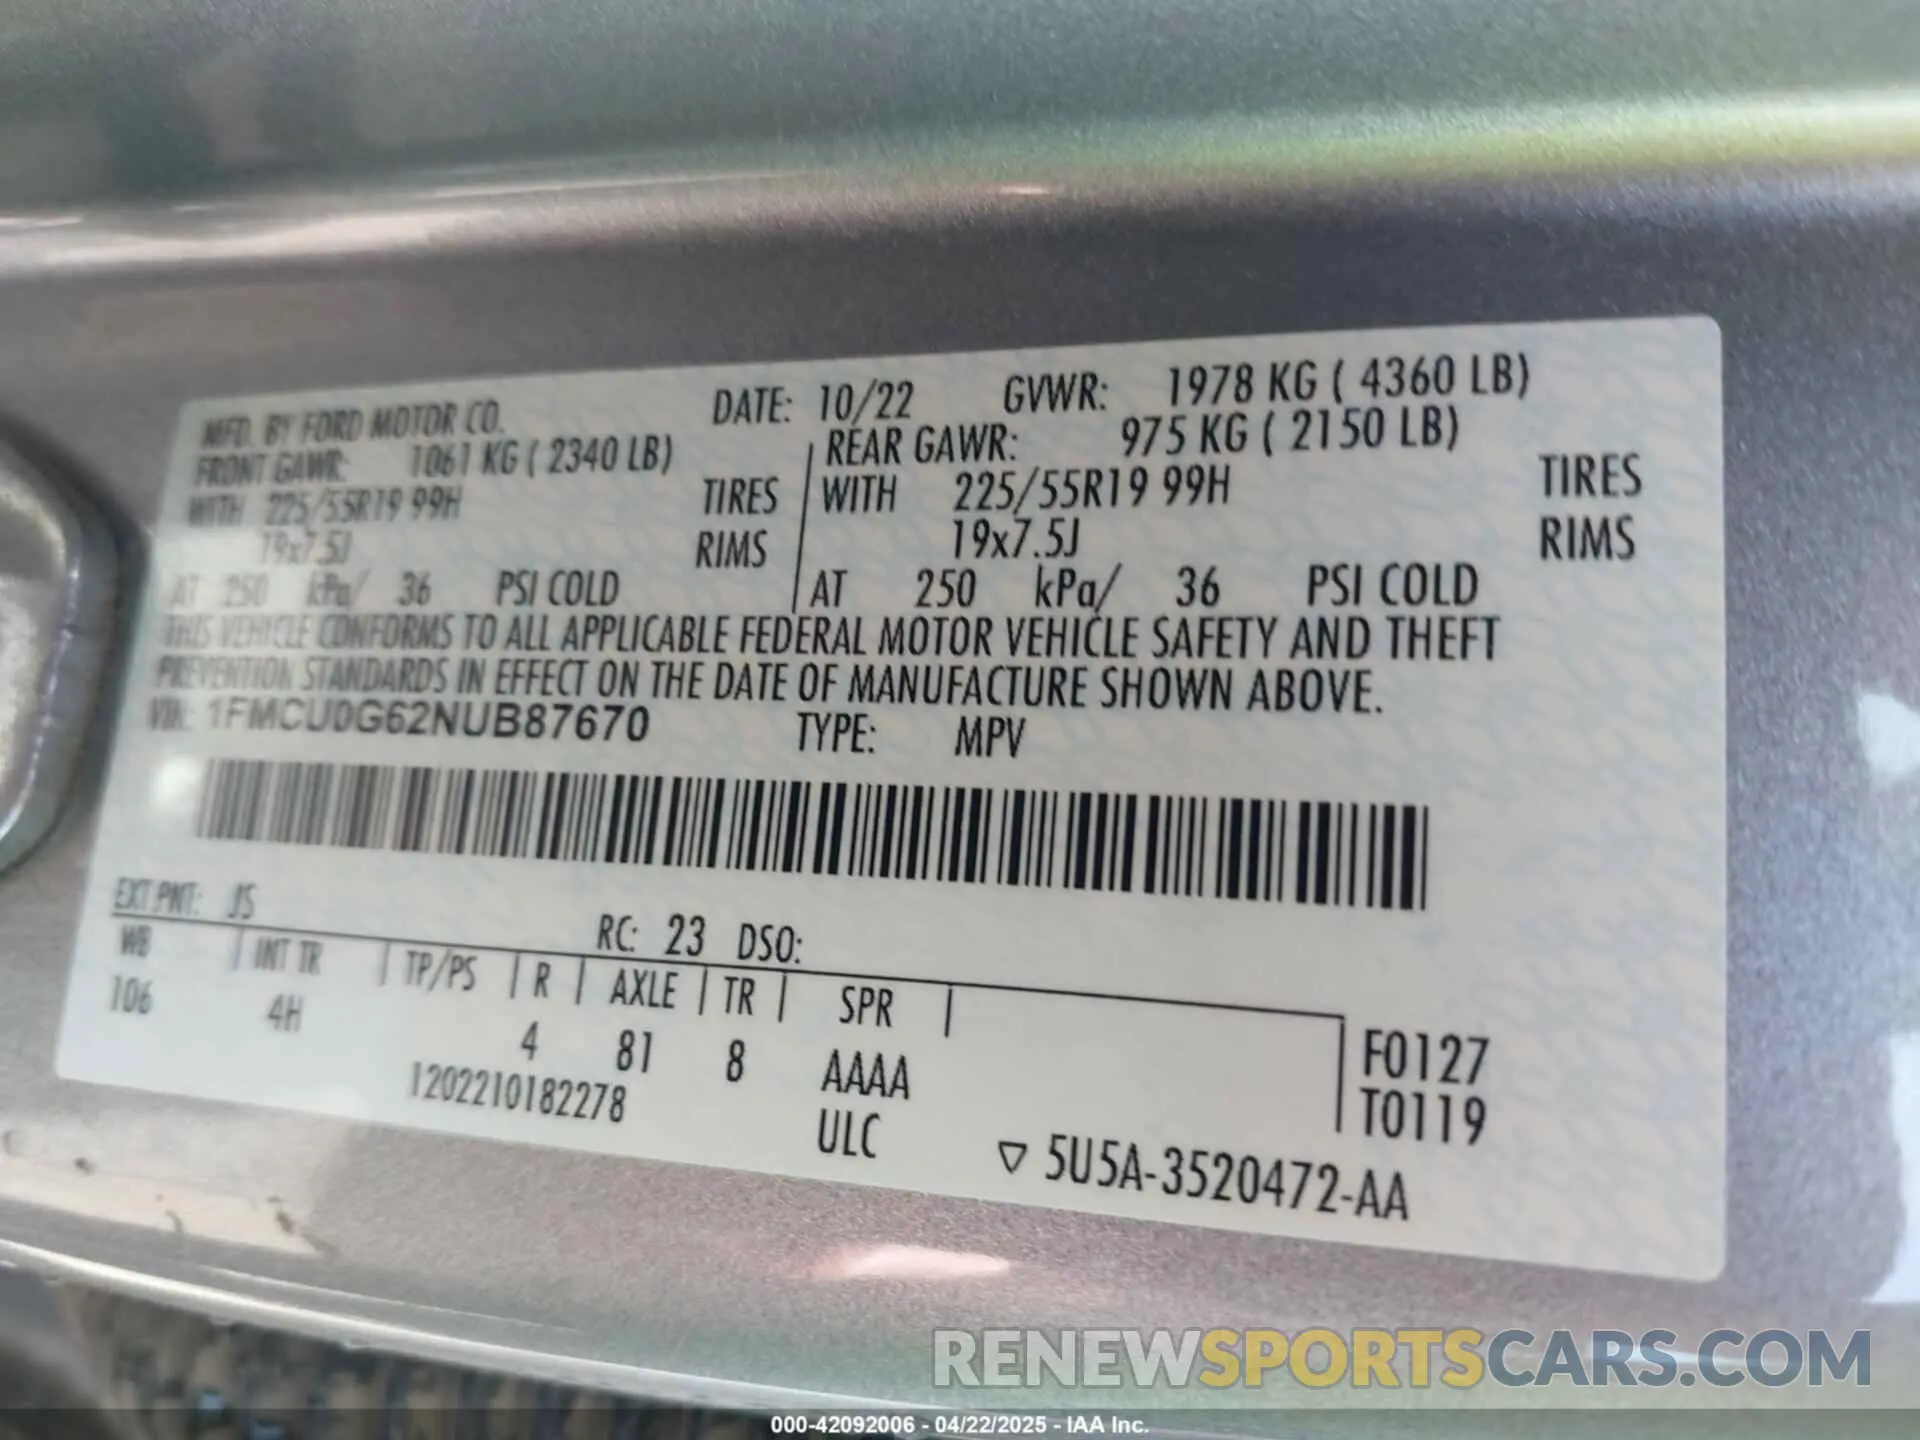 MFD. BY FORD MOTOR CO. DATE: 10/22 GVWR: 1978 KG ( 4360 LB)
FRONT GAWR: 1061 KG ( 2340 LB) REAR GAWR: 975 KG ( 2150 LB)
WITH 225/55R19 99H TIRES WITH 225/55R19 99H TIRES
19x7.5J RIMS 19x7.5J RIMS
AT 250 kPa/ 36 PSI COLD AT 250 kPa/ 36 PSI COLD
THIS VEHICLE CONFORMS TO ALL APPLICABLE FEDERAL MOTOR VEHICLE SAFETY AND THEFT
PREVENTION STANDARDS IN EFFECT ON THE DATE OF MANUFACTURE SHOWN ABOVE.
VIN: 1FMCU0G62NUB87670 TYPE: MPV
EXT PNT: JS RC: 23 DSO:
WB INT TR TP/PS R AXLE TR SPR
106 4H 4 81 8 AAAA F0127
1202210182278 ULC T0119
▽ 5U5A-3520472-AA
RENEWSPORTSCARS.COM
000-42092006 - 04/22/2025 - IAA Inc.